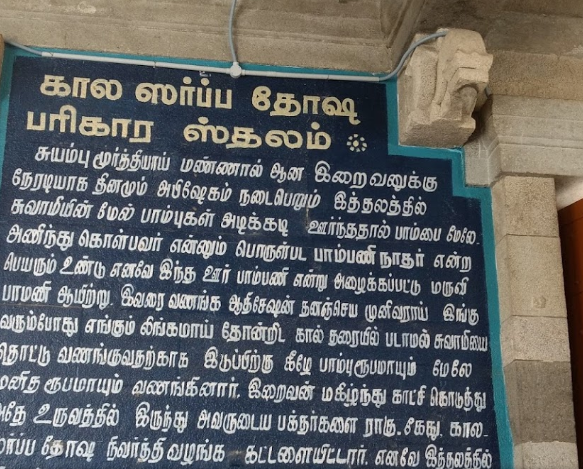 கால ஸர்ப்ப தோஷ
பரிகார ஸ்தலம்
சுயம்பு மூர்த்தியாய் மண்ணால் ஆன இறைவனுக்கு
நேரடியாக தினமும் அபிஷேகம் நடைபெறும் இத்தலத்தில்
சுவாமியின் மேல் பாம்புகள் அடிக்கடி ஊர்ந்ததால் பாம்பை மேலே
அணிந்து கொள்பவர் என்னும் பொருள்பட பாம்பணி நாதர் என்ற
பெயரும் உண்டு எனவே இந்த ஊர் பாம்பணி என்று அழைக்கப்பட்டு மருவி
பாமணி ஆயிற்று. இவரை வணங்க ஆதிசேஷன் தனஞ்செய முனிவராய் இங்கு
வரும்போது எங்கும் லிங்கமாய் தோன்றிட கால் தரையில் படாமல் சுவாமியை
தொட்டு வணங்குவதற்காக இடுப்பிற்கு கீழே பாம்புரூபமாயும் மேலே
மனித ரூபமாயும் வணங்கினார். இறைவன் மகிழ்ந்து காட்சி கொடுத்து
அதே உருவத்தில் இருந்து அவருடைய பக்தர்களை ராகு, கேது, கால
ஸர்ப்ப தோஷ நிவர்த்தி வழங்க கட்டளையிட்டார். எனவே இத்தலத்தில்